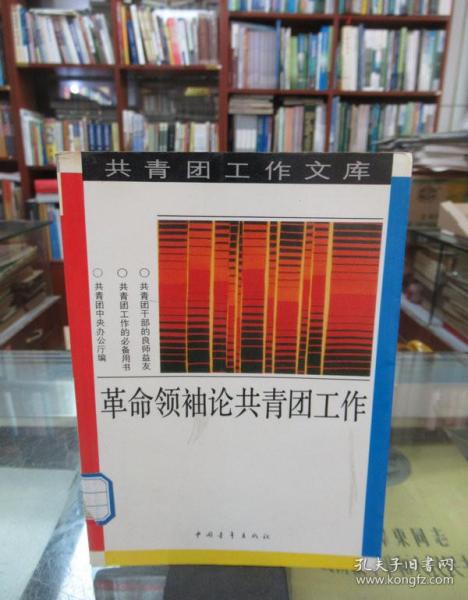 共青团工作文库
○共青团干部的良师益友
○共青团工作的必备用书
○共青团中央办公厅编
革命领袖论共青团工作
中国青年出版社
東同志
孔夫子旧书网
www.kongfz.com